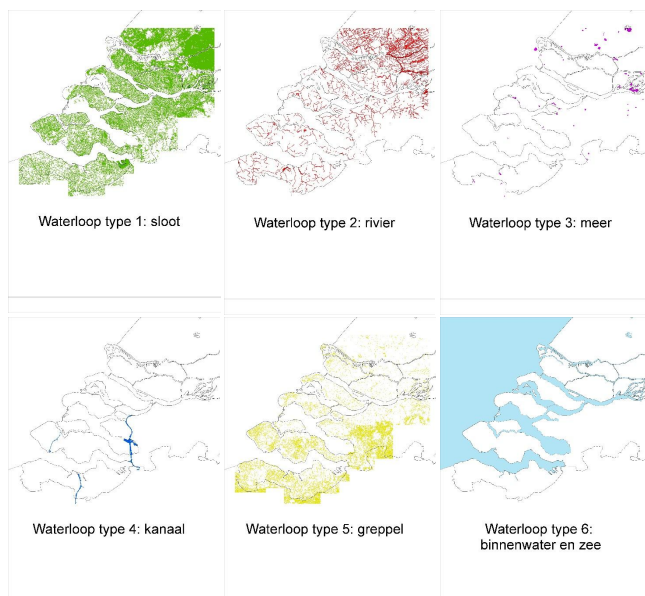 Waterloop type 1: sloot
Waterloop type 2: rivier
Waterloop type 3: meer
Waterloop type 4: kanaal
Waterloop type 5: greppel
Waterloop type 6:
binnenwater en zee